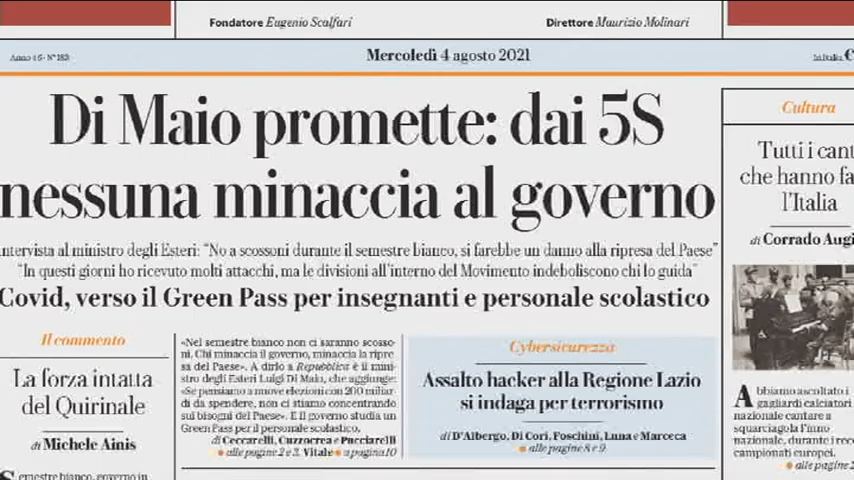 Fondatore Eugenio Scalfari
Direttore Maurizio Molinari
Anno 46 - N° 183
Mercoledì 4 agosto 2021
In Italia €
Di Maio promette: dai 5S
nessuna minaccia al governo
ntervista al ministro degli Esteri: “No a scossoni durante il semestre bianco, si farebbe un danno alla ripresa del Paese”
“In questi giorni ho ricevuto molti attacchi, ma le divisioni all’interno del Movimento indeboliscono chi lo guida”
Covid, verso il Green Pass per insegnanti e personale scolastico
Il commento
La forza intatta
del Quirinale
di Michele Ainis
Semestre bianco, governo in
«Nel semestre bianco non ci saranno scosso-
ni. Chi minaccia il governo, minaccia la ripre-
sa del Paese». A dirlo a Repubblica è il mini-
stro degli Esteri Luigi Di Maio, che aggiunge:
«Se pensiamo a nuove elezioni con 200 miliar-
di da spendere, non ci stiamo concentrando
sui bisogni del Paese». E il governo studia un
Green Pass per il personale scolastico.
di Ceccarelli, Cuzzocrea e Pucciarelli
● alle pagine 2 e 3. Vitale ● a pagina 10
Cybersicurezza
Assalto hacker alla Regione Lazio
si indaga per terrorismo
di D’Albergo, Di Cori, Foschini, Luna e Marceca
● alle pagine 8 e 9
Cultura
Tutti i cant
che hanno fa
l’Italia
di Corrado Augi
Abbiamo ascoltato i
gagliardi calciatori
nazionale cantare a
squarciagola l’inno
nazionale, durante i reco
campionati europei.
● alle pagine 2